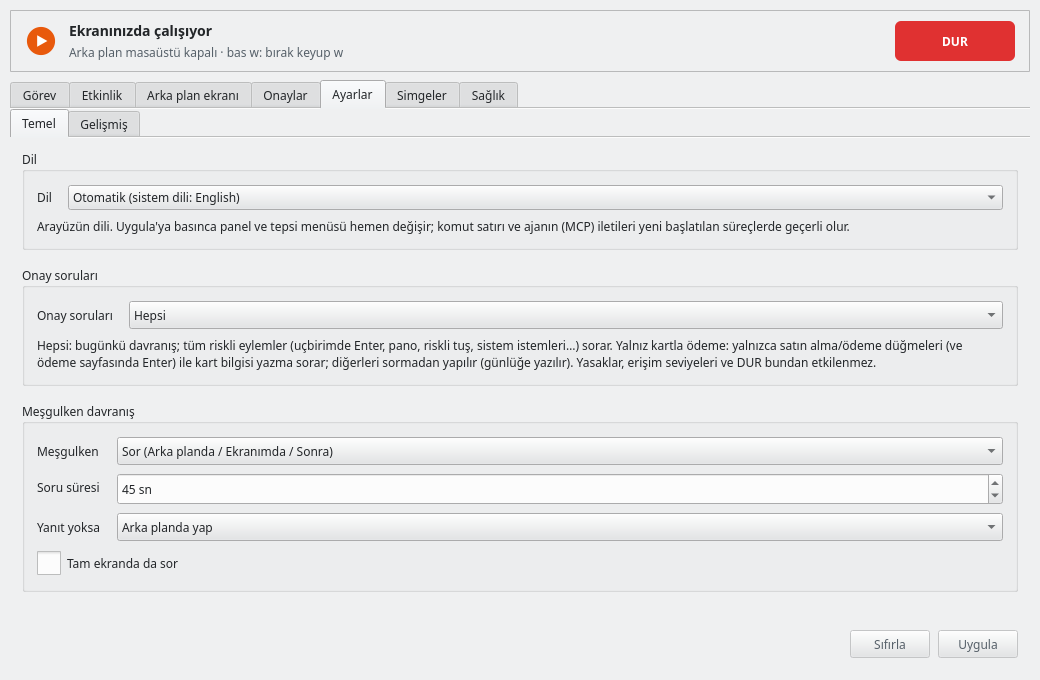 Ekranınızda çalışıyor
Arka plan masaüstü kapalı · bas w: bırak keyup w
DUR
Görev
Etkinlik
Arka plan ekranı
Onaylar
Ayarlar
Simgeler
Sağlık
Temel
Gelişmiş
Dil
Dil
Otomatik (sistem dili: English)
Arayüzün dili. Uygula'ya basınca panel ve tepsi menüsü hemen değişir; komut satırı ve ajanın (MCP) iletileri yeni başlatılan süreçlerde geçerli olur.
Onay soruları
Onay soruları
Hepsi
Hepsi: bugünkü davranış; tüm riskli eylemler (uçbirimde Enter, pano, riskli tuş, sistem istemleri...) sorar. Yalnız kartla ödeme: yalnızca satın alma/ödeme düğmeleri (ve
ödeme sayfasında Enter) ile kart bilgisi yazma sorar; diğerleri sormadan yapılır (günlüğe yazılır). Yasaklar, erişim seviyeleri ve DUR bundan etkilenmez.
Meşgulken davranış
Meşgulken
Sor (Arka planda / Ekranımda / Sonra)
Soru süresi
45 sn
Yanıt yoksa
Arka planda yap
Tam ekranda da sor
Sıfırla
Uygula